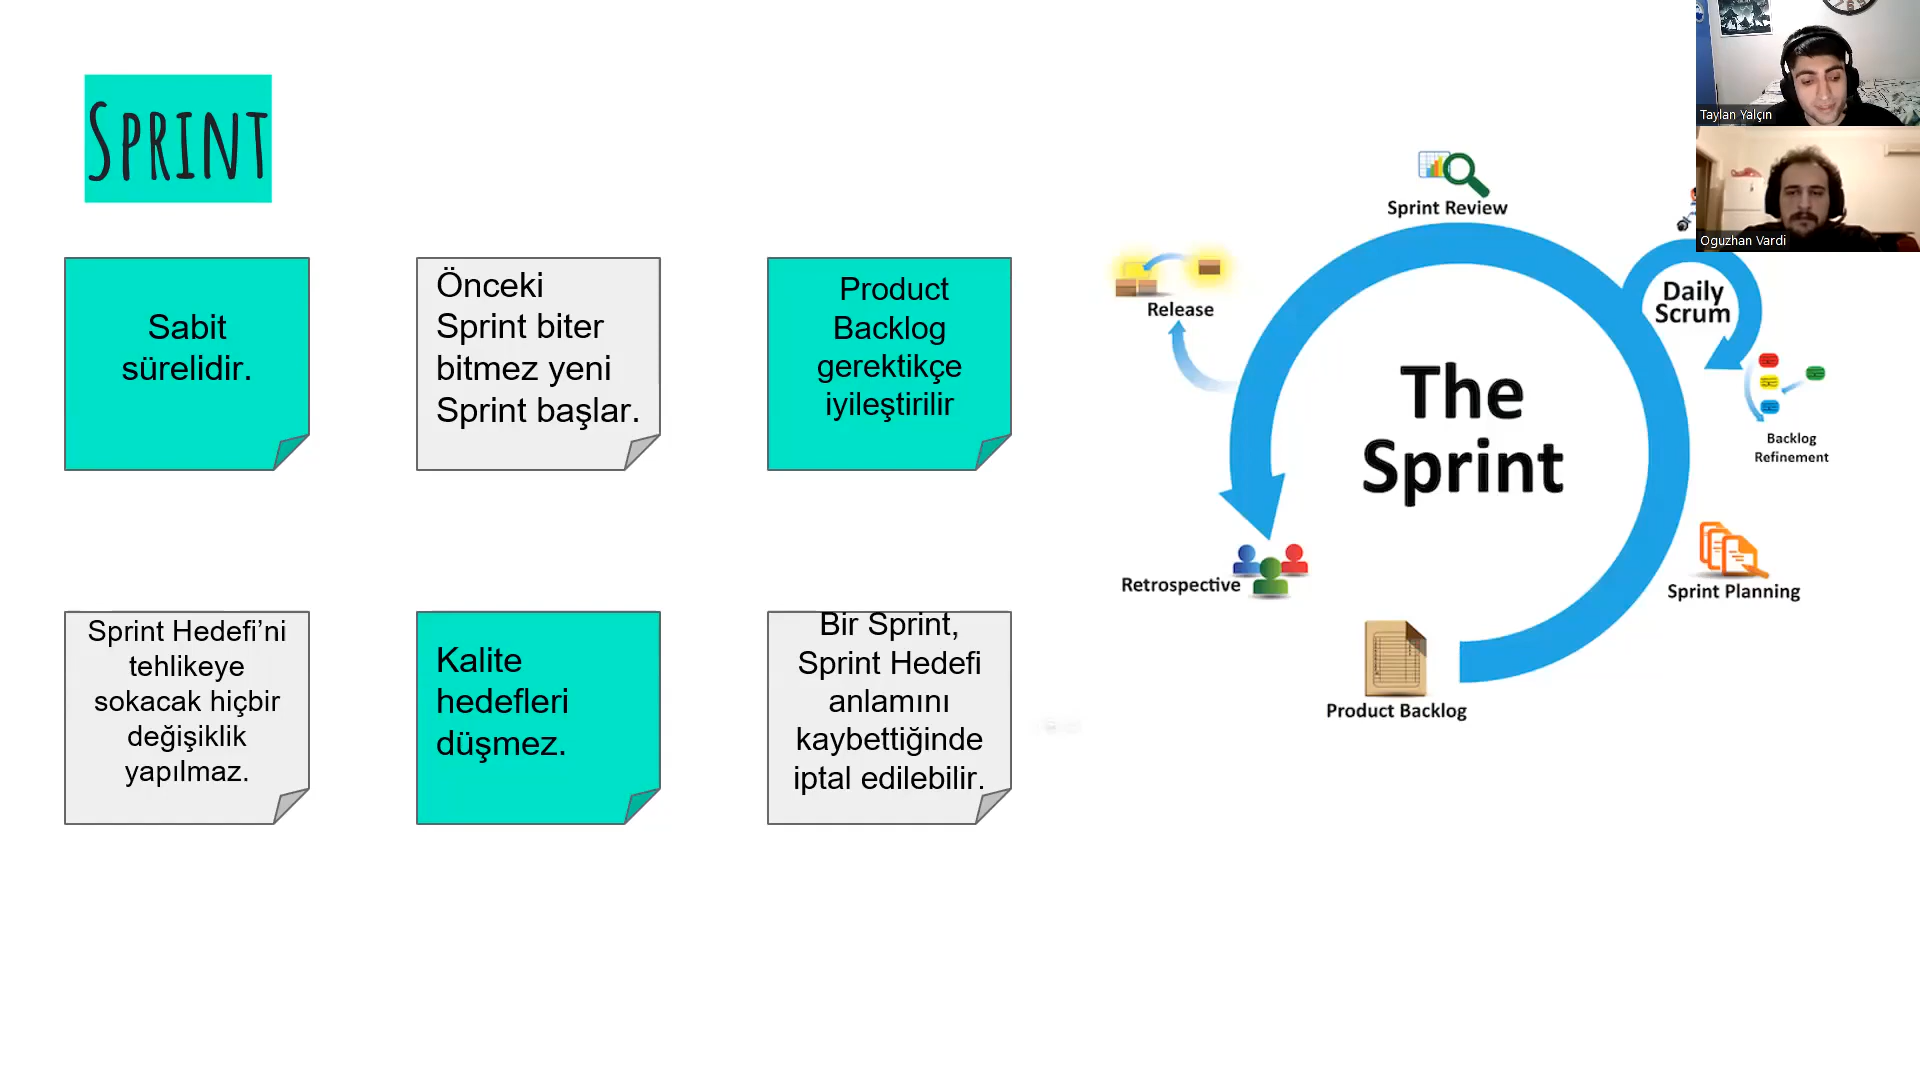 SPRINT
Sabit
sürelidir.
Önceki
Sprint biter
bitmez yeni
Sprint başlar.
Product
Backlog
gerektikçe
iyileştirilir
Sprint Hedefi’ni
tehlikeye
sokacak hiçbir
değişiklik
yapılmaz.
Kalite
hedefleri
düşmez.
Bir Sprint,
Sprint Hedefi
anlamını
kaybettiğinde
iptal edilebilir.
Sprint Review
Release
Daily
Scrum
The
Sprint
Backlog
Refinement
Retrospective
Sprint Planning
Product Backlog
Taylan Yalçın
Oguzhan Vardi